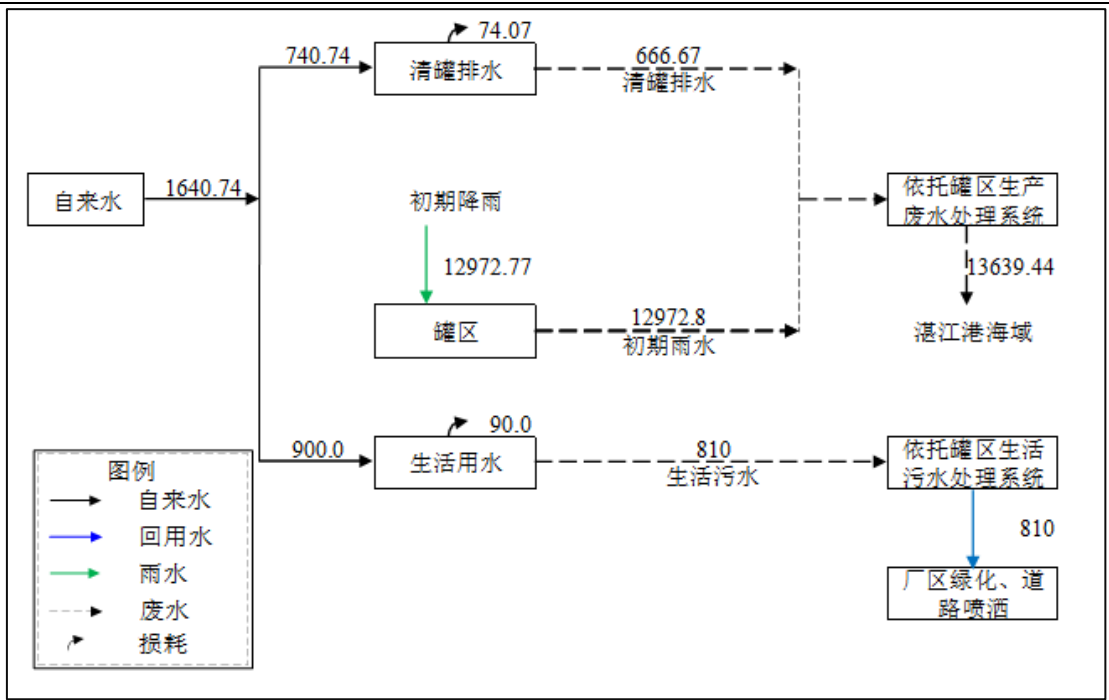 74.07
740.74
清罐排水
666.67
清罐排水
自来水
1640.74
初期降雨
12972.77
罐区
12972.8
初期雨水
依托罐区生产
废水处理系统
13639.44
湛江港海域
90.0
900.0
生活用水
810
生活污水
依托罐区生活
污水处理系统
810
厂区绿化、道
路喷洒
图例
自来水
回用水
雨水
废水
损耗